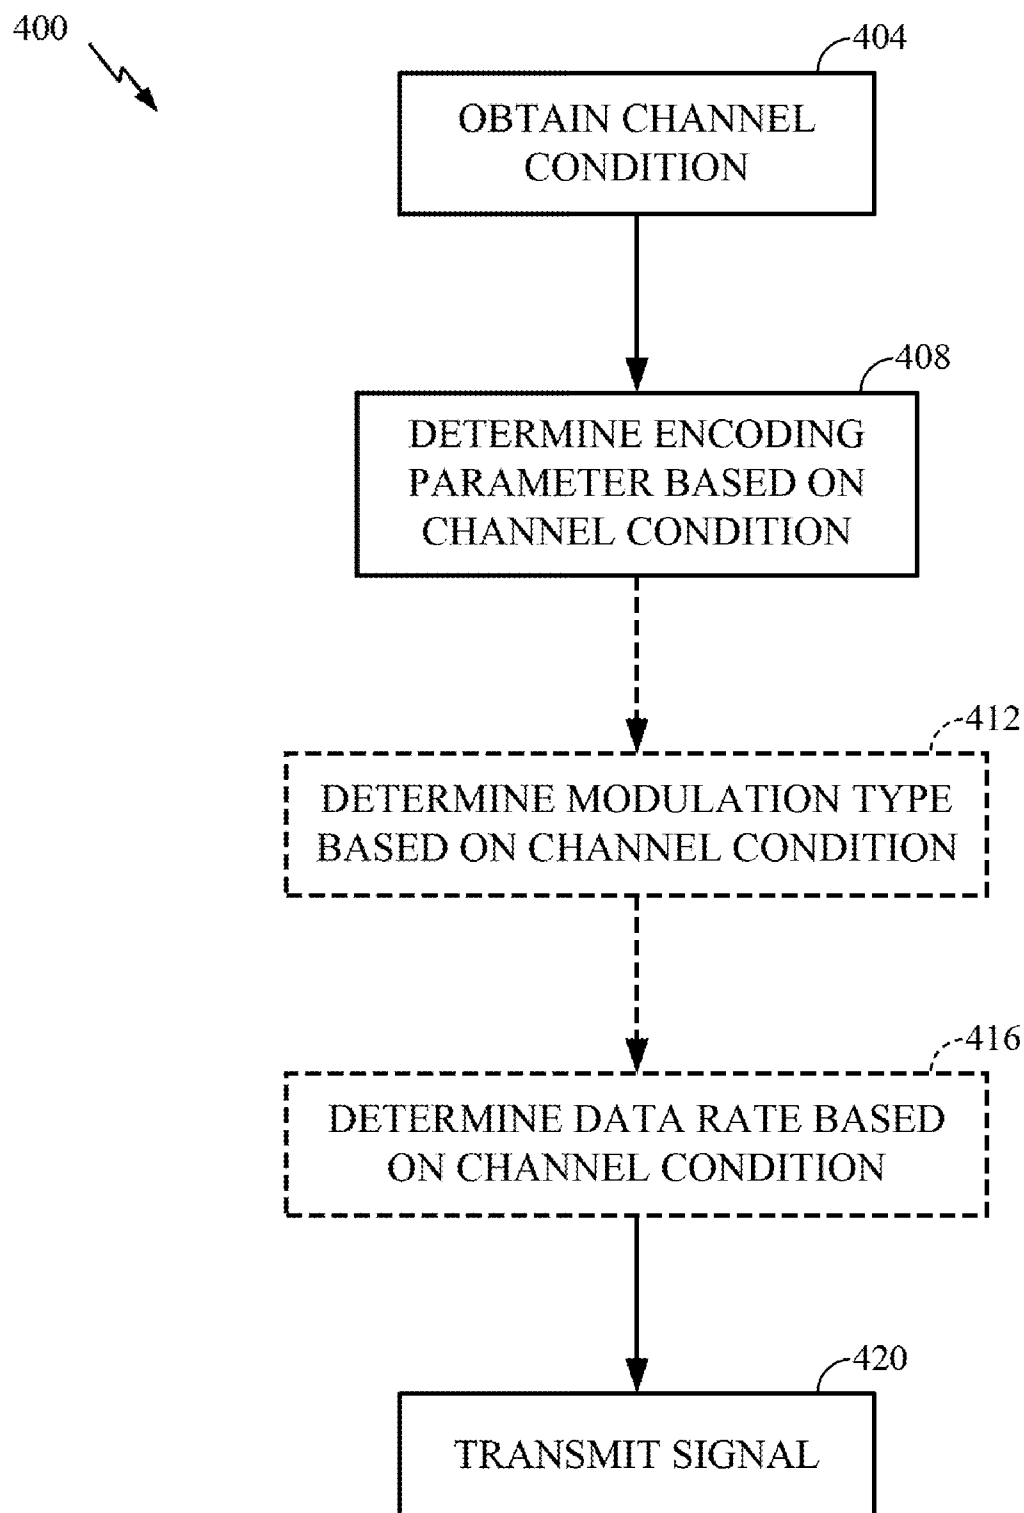 400
404
OBTAIN CHANNEL
CONDITION
408
DETERMINE ENCODING
PARAMETER BASED ON
CHANNEL CONDITION
412
DETERMINE MODULATION TYPE
BASED ON CHANNEL CONDITION
416
DETERMINE DATA RATE BASED
ON CHANNEL CONDITION
420
TRANSMIT SIGNAL